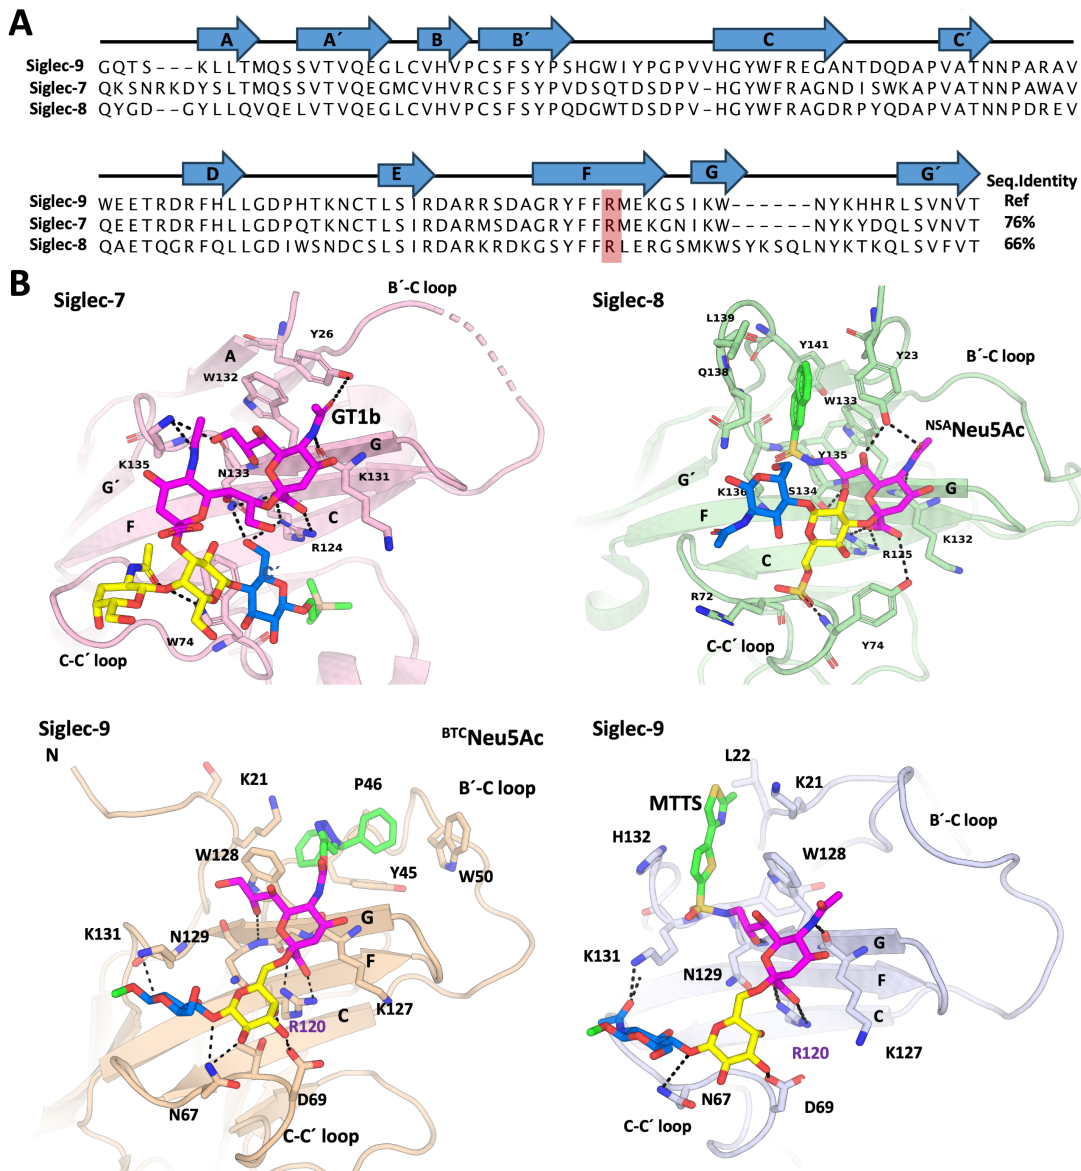 A
A A´ B B´ C C´
Siglec-9 GQTS---KLLTMQSSVTVQEGLCVHVPCSFSYPSHGWIYPGPVVHGYWFREGANTDQDAPVATNNPARAV
Siglec-7 QKSNRKDYSLTMQSSVTVQEGMCVHVRCSFSYPVDSQTDSDPV-HGYWFRAGNDISWKAPVATNNPAWAV
Siglec-8 QYGD--GYLLQVQELVTVQEGLCVHVPCSFSYPQDGWTDSDPV-HGYWFRAGDRPYQDAPVATNNPDREV
D E F G G´
Seq.Identity
Siglec-9 WEETRDRFHLLGDPHTKNCTLSIRDARRSDAGRYFFRMEKGSIKW------NYKHHRLSVNVT Ref
Siglec-7 QEETRDRFHLLGDPQTKNCTLSIRDARMSDAGRYFFRMEKGNIKW------NYKYDQLSVNVT 76%
Siglec-8 QAETQGRFQLLGDIWSNDCSLSIRDARKRDKGSYFFRLERGSMKWSYKSQLNYKTKQLSVFVT 66%
B
Siglec-7
B´-C loop
Y26
A
W132
GT1b
G
K135
N133
K131
G´
F
C
R124
W74
C-C´ loop
Siglec-8
L139
Y141
Y23
B´-C loop
Q138
W133
NSANeu5Ac
Y135
G´
K136
S134
G
F
K132
R125
C
R72
C-C´ loop
Y74
Siglec-9
BTCNeu5Ac
N
K21
P46
B´-C loop
W128
Y45
W50
K131
N129
G
F
K127
C
R120
N67
D69
C-C´ loop
Siglec-9
L22
K21
MTTS
B´-C loop
H132
W128
K131
G
N129
F
C
R120
K127
N67
D69
C-C´ loop